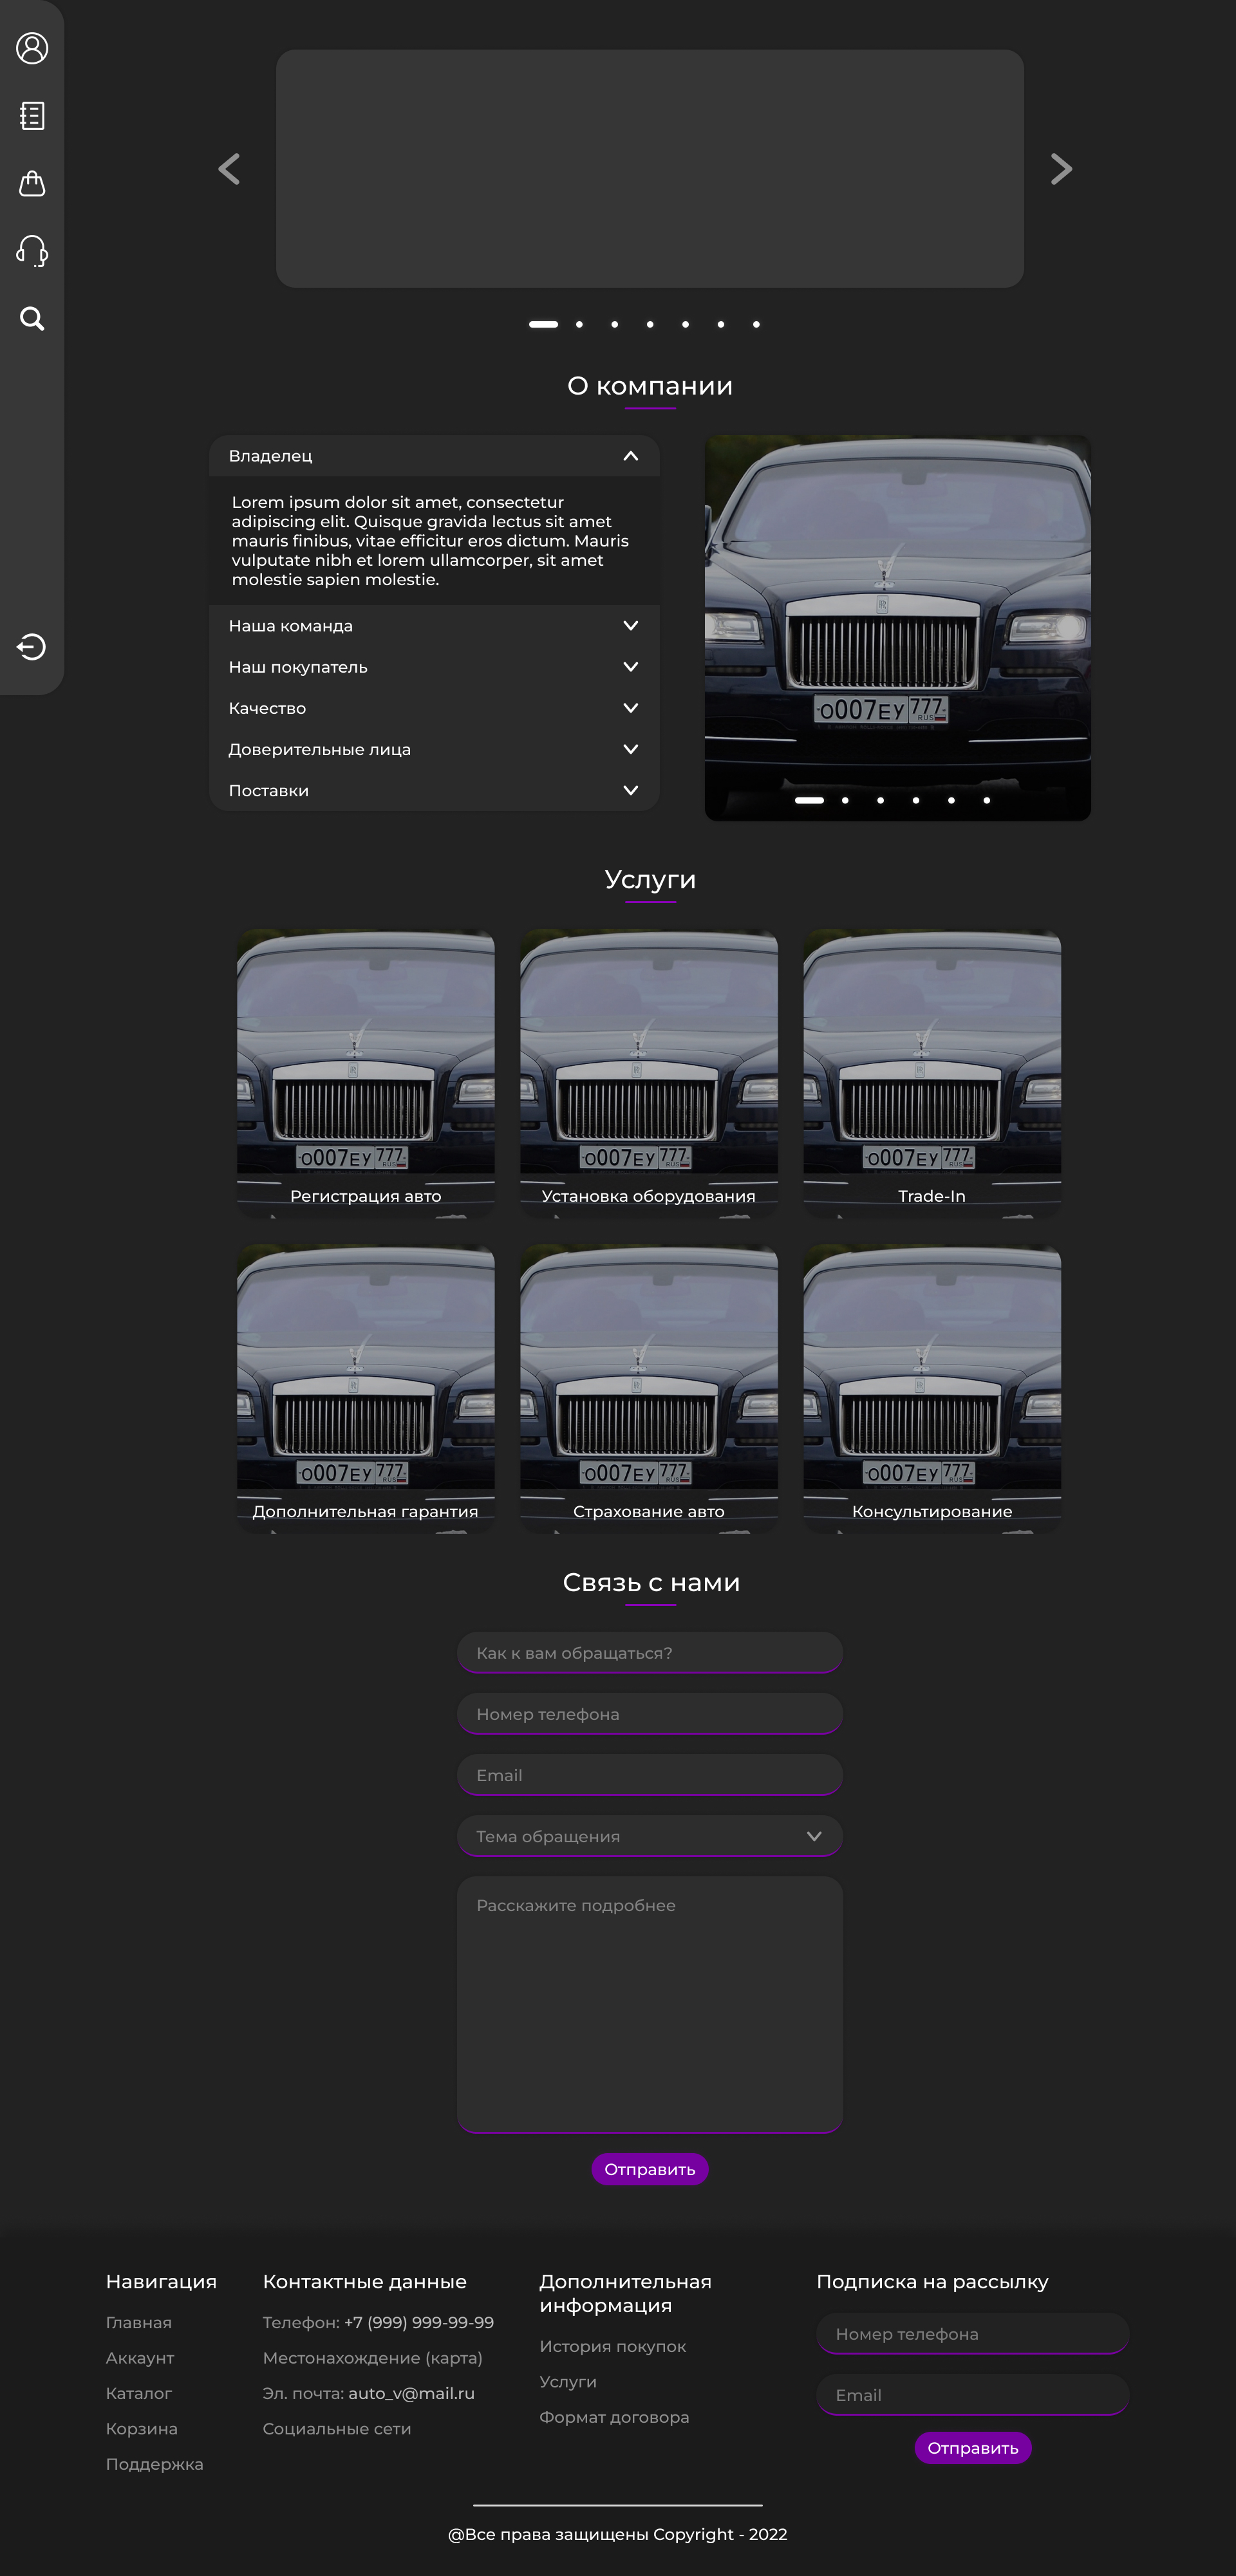 О компании
Владелец
Lorem ipsum dolor sit amet, consectetur
adipiscing elit. Quisque gravida lectus sit amet
mauris finibus, vitae efficitur eros dictum. Mauris
vulputate nibh et lorem ullamcorper, sit amet
molestie sapien molestie.
Наша команда
Наш покупатель
Качество
Доверительные лица
Поставки
О007ЕУ 777
RUS
Услуги
О007ЕУ 777
RUS
О007ЕУ 777
RUS
О007ЕУ 777
RUS
Регистрация авто
Установка оборудования
Trade-In
О007ЕУ 777
RUS
О007ЕУ 777
RUS
О007ЕУ 777
RUS
Дополнительная гарантия
Страхование авто
Консультирование
Связь с нами
Как к вам обращаться?
Номер телефона
Email
Тема обращения
Расскажите подробнее
Отправить
Навигация
Главная
Аккаунт
Каталог
Корзина
Поддержка
Контактные данные
Телефон: +7 (999) 999-99-99
Местонахождение (карта)
Эл. почта: auto_v@mail.ru
Социальные сети
Дополнительная
информация
История покупок
Услуги
Формат договора
Подписка на рассылку
Номер телефона
Email
Отправить
@Все права защищены Copyright - 2022